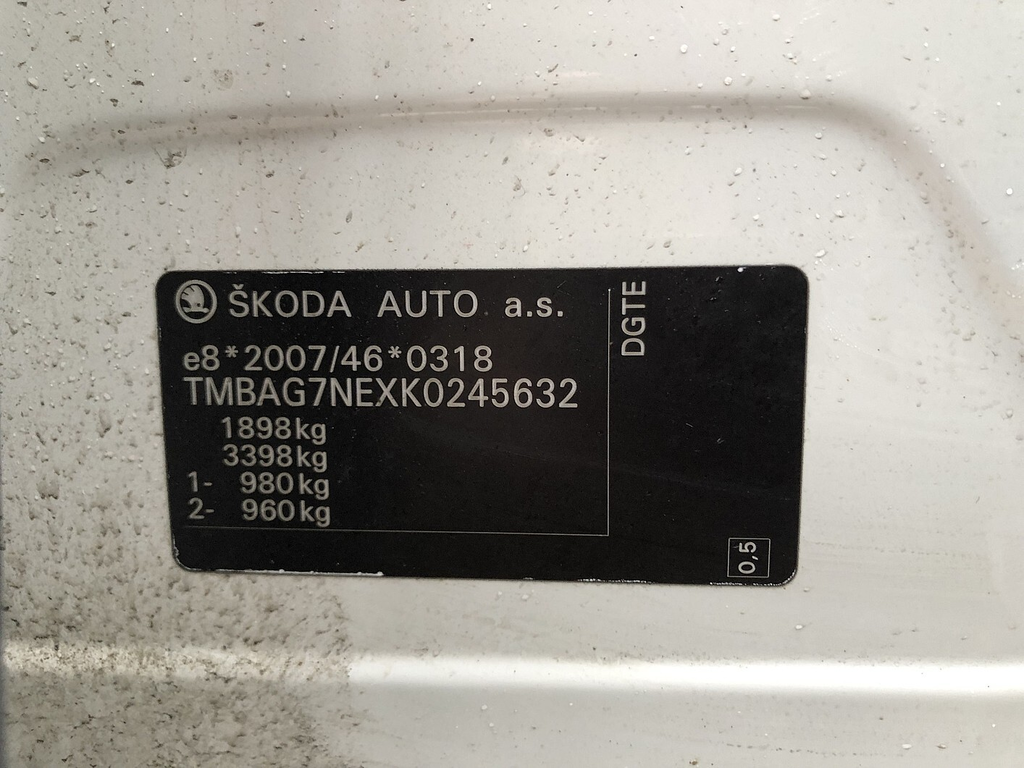 ŠKODA AUTO a.s.
e8*2007/46*0318
TMBAG7NEXK0245632
1898kg
3398kg
1- 980kg
2- 960kg
DGTE
0,5